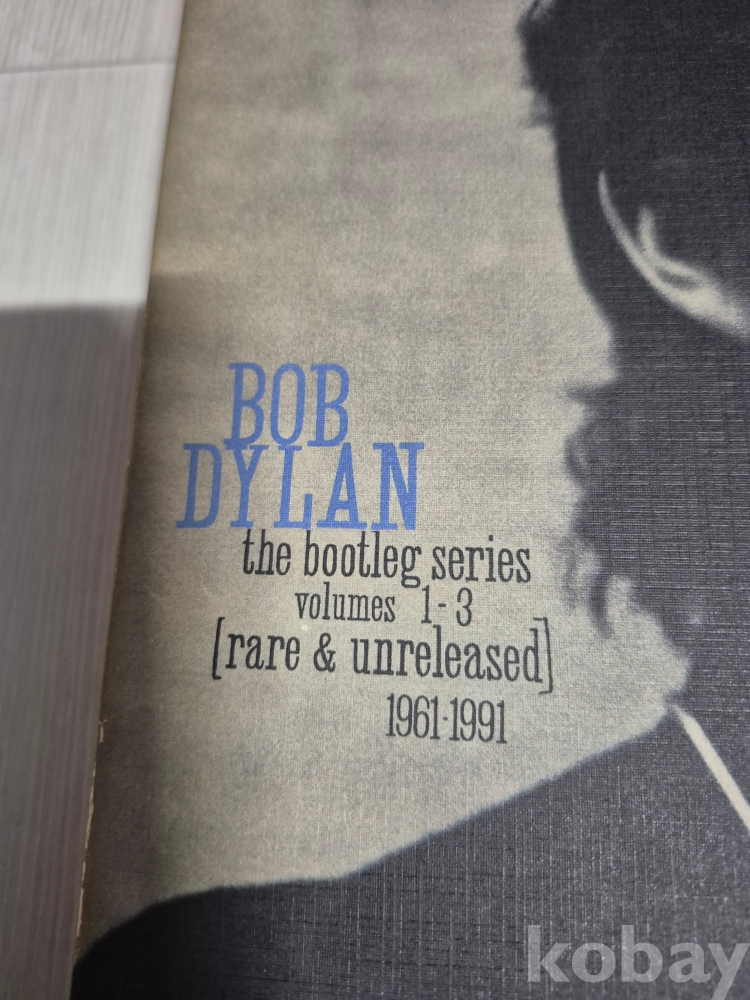 BOB
DYLAN
the bootleg series
volumes 1-3
[rare & unreleased]
1961-1991
kobay